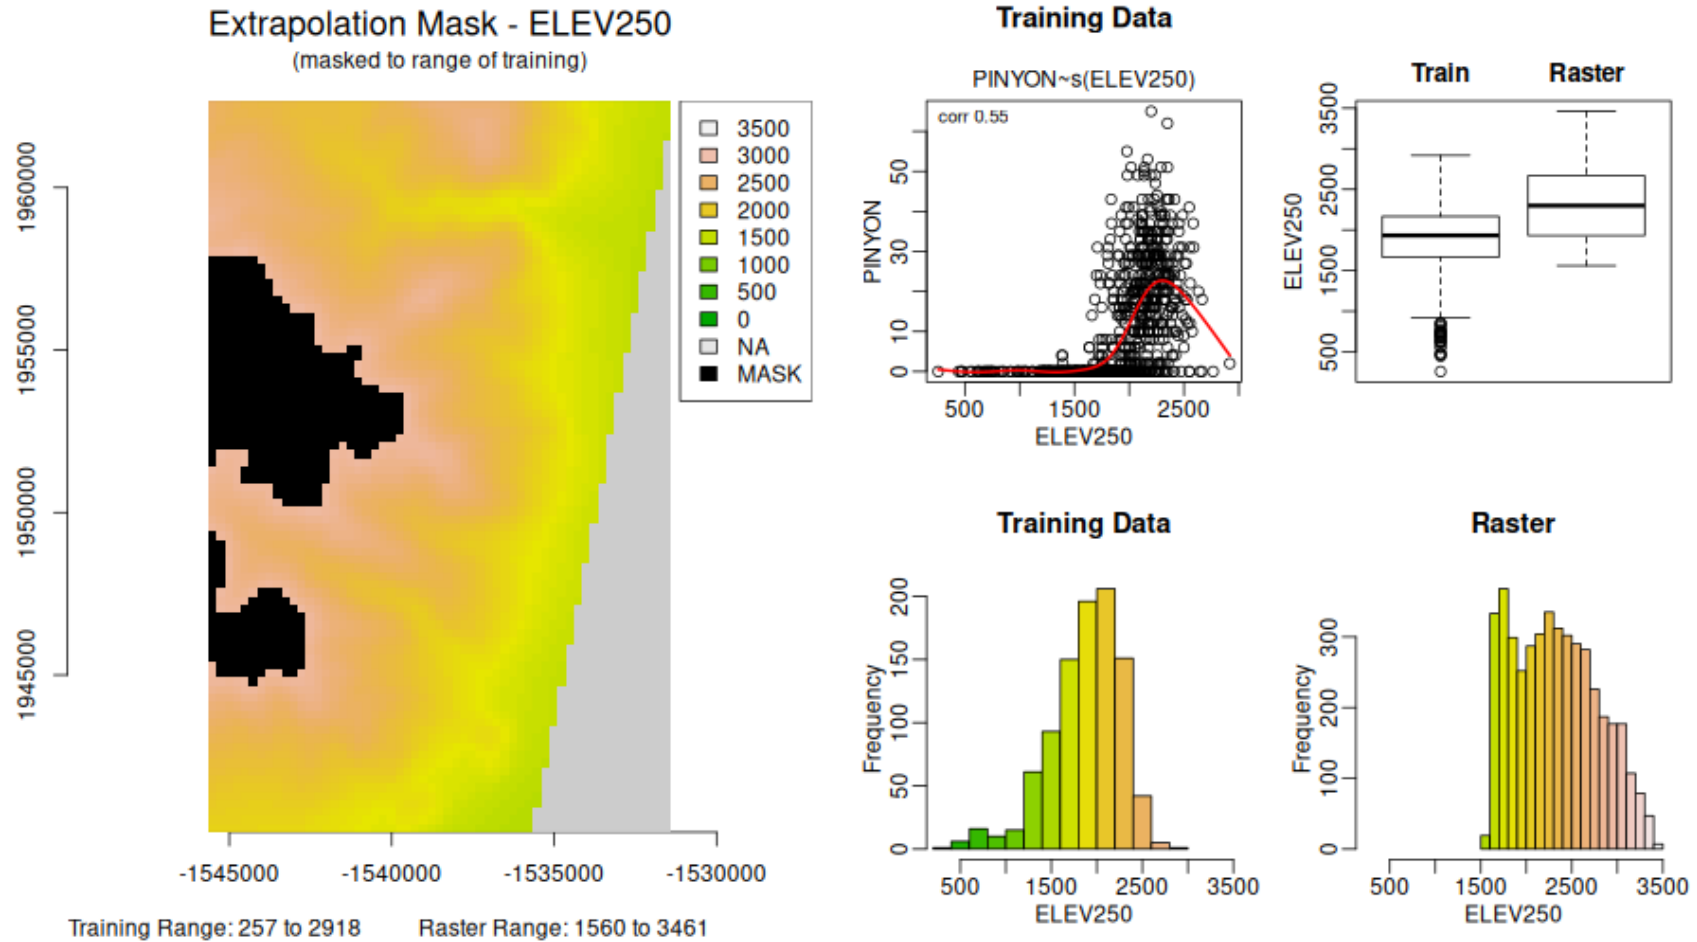 Extrapolation Mask - ELEV250
(masked to range of training)
1960000
1955000
1950000
1945000
-1545000
-1540000
-1535000
-1530000
3500
3000
2500
2000
1500
1000
500
0
NA
MASK
Training Range: 257 to 2918
Raster Range: 1560 to 3461
Training Data
PINYON~s(ELEV250)
corr 0.55
PINYON
50
30
10
0
500
1500
2500
ELEV250
Train
Raster
ELEV250
3500
2500
1500
500
Training Data
Frequency
200
150
100
50
0
500
1500
2500
3500
ELEV250
Raster
Frequency
300
200
100
0
500
1500
2500
3500
ELEV250